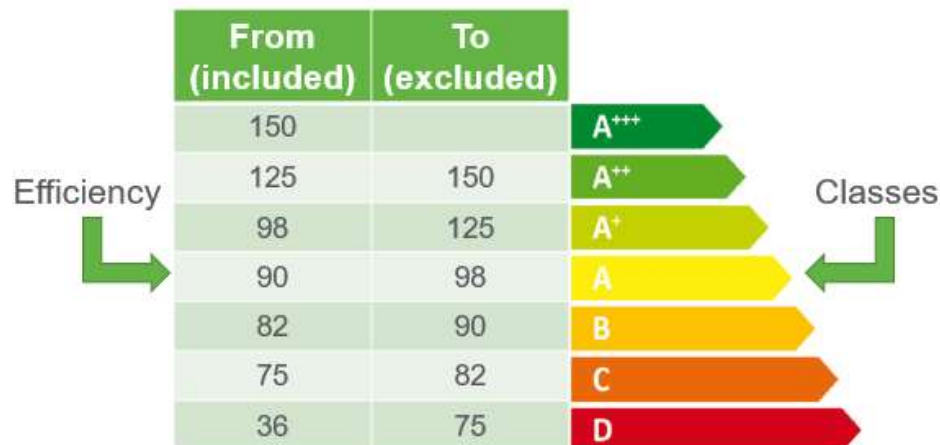 From
(included)
To
(excluded)
150
A+++
125
150
A++
Efficiency
Classes
98
125
A+
90
98
A
82
90
B
75
82
C
36
75
D